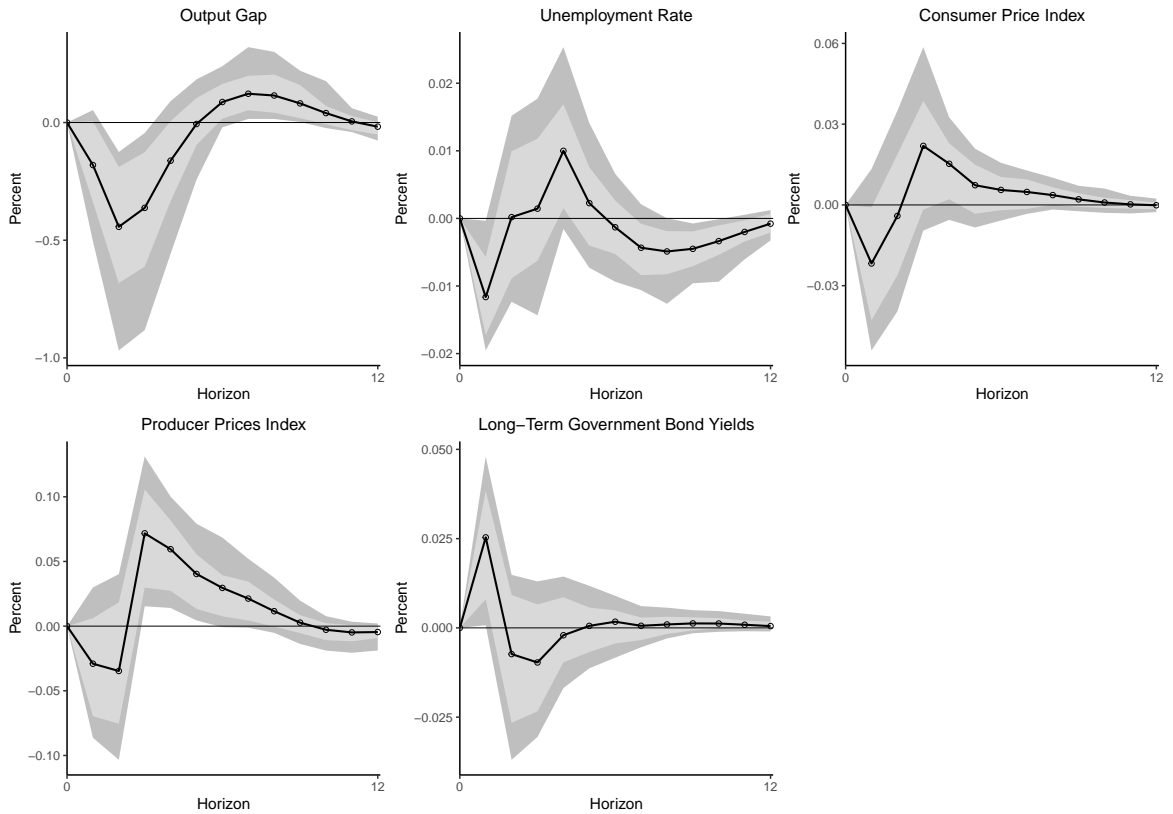 Output Gap
Percent
0.0
−0.5
−1.0
0
12
Horizon
Unemployment Rate
Percent
0.02
0.01
0.00
−0.01
−0.02
0
12
Horizon
Consumer Price Index
Percent
0.06
0.03
0.00
−0.03
0
12
Horizon
Producer Prices Index
Percent
0.10
0.05
0.00
−0.05
−0.10
0
12
Horizon
Long−Term Government Bond Yields
Percent
0.050
0.025
0.000
−0.025
0
12
Horizon